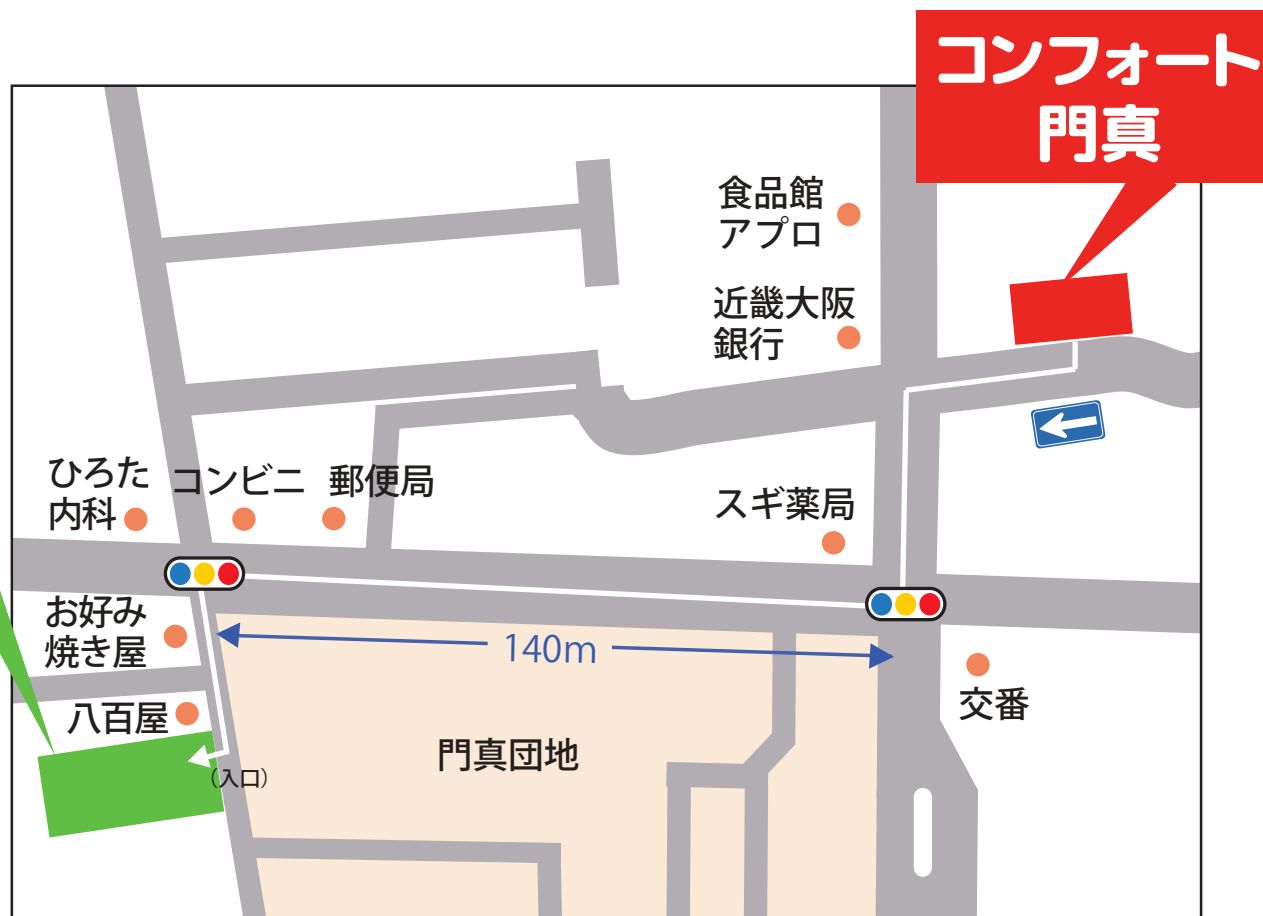 コンフォート
門真
食品館
アプロ
近畿大阪
銀行
ひろた
内科
コンビニ
郵便局
スギ薬局
お好み
焼き屋
140m
八百屋
交番
門真団地
（入口）